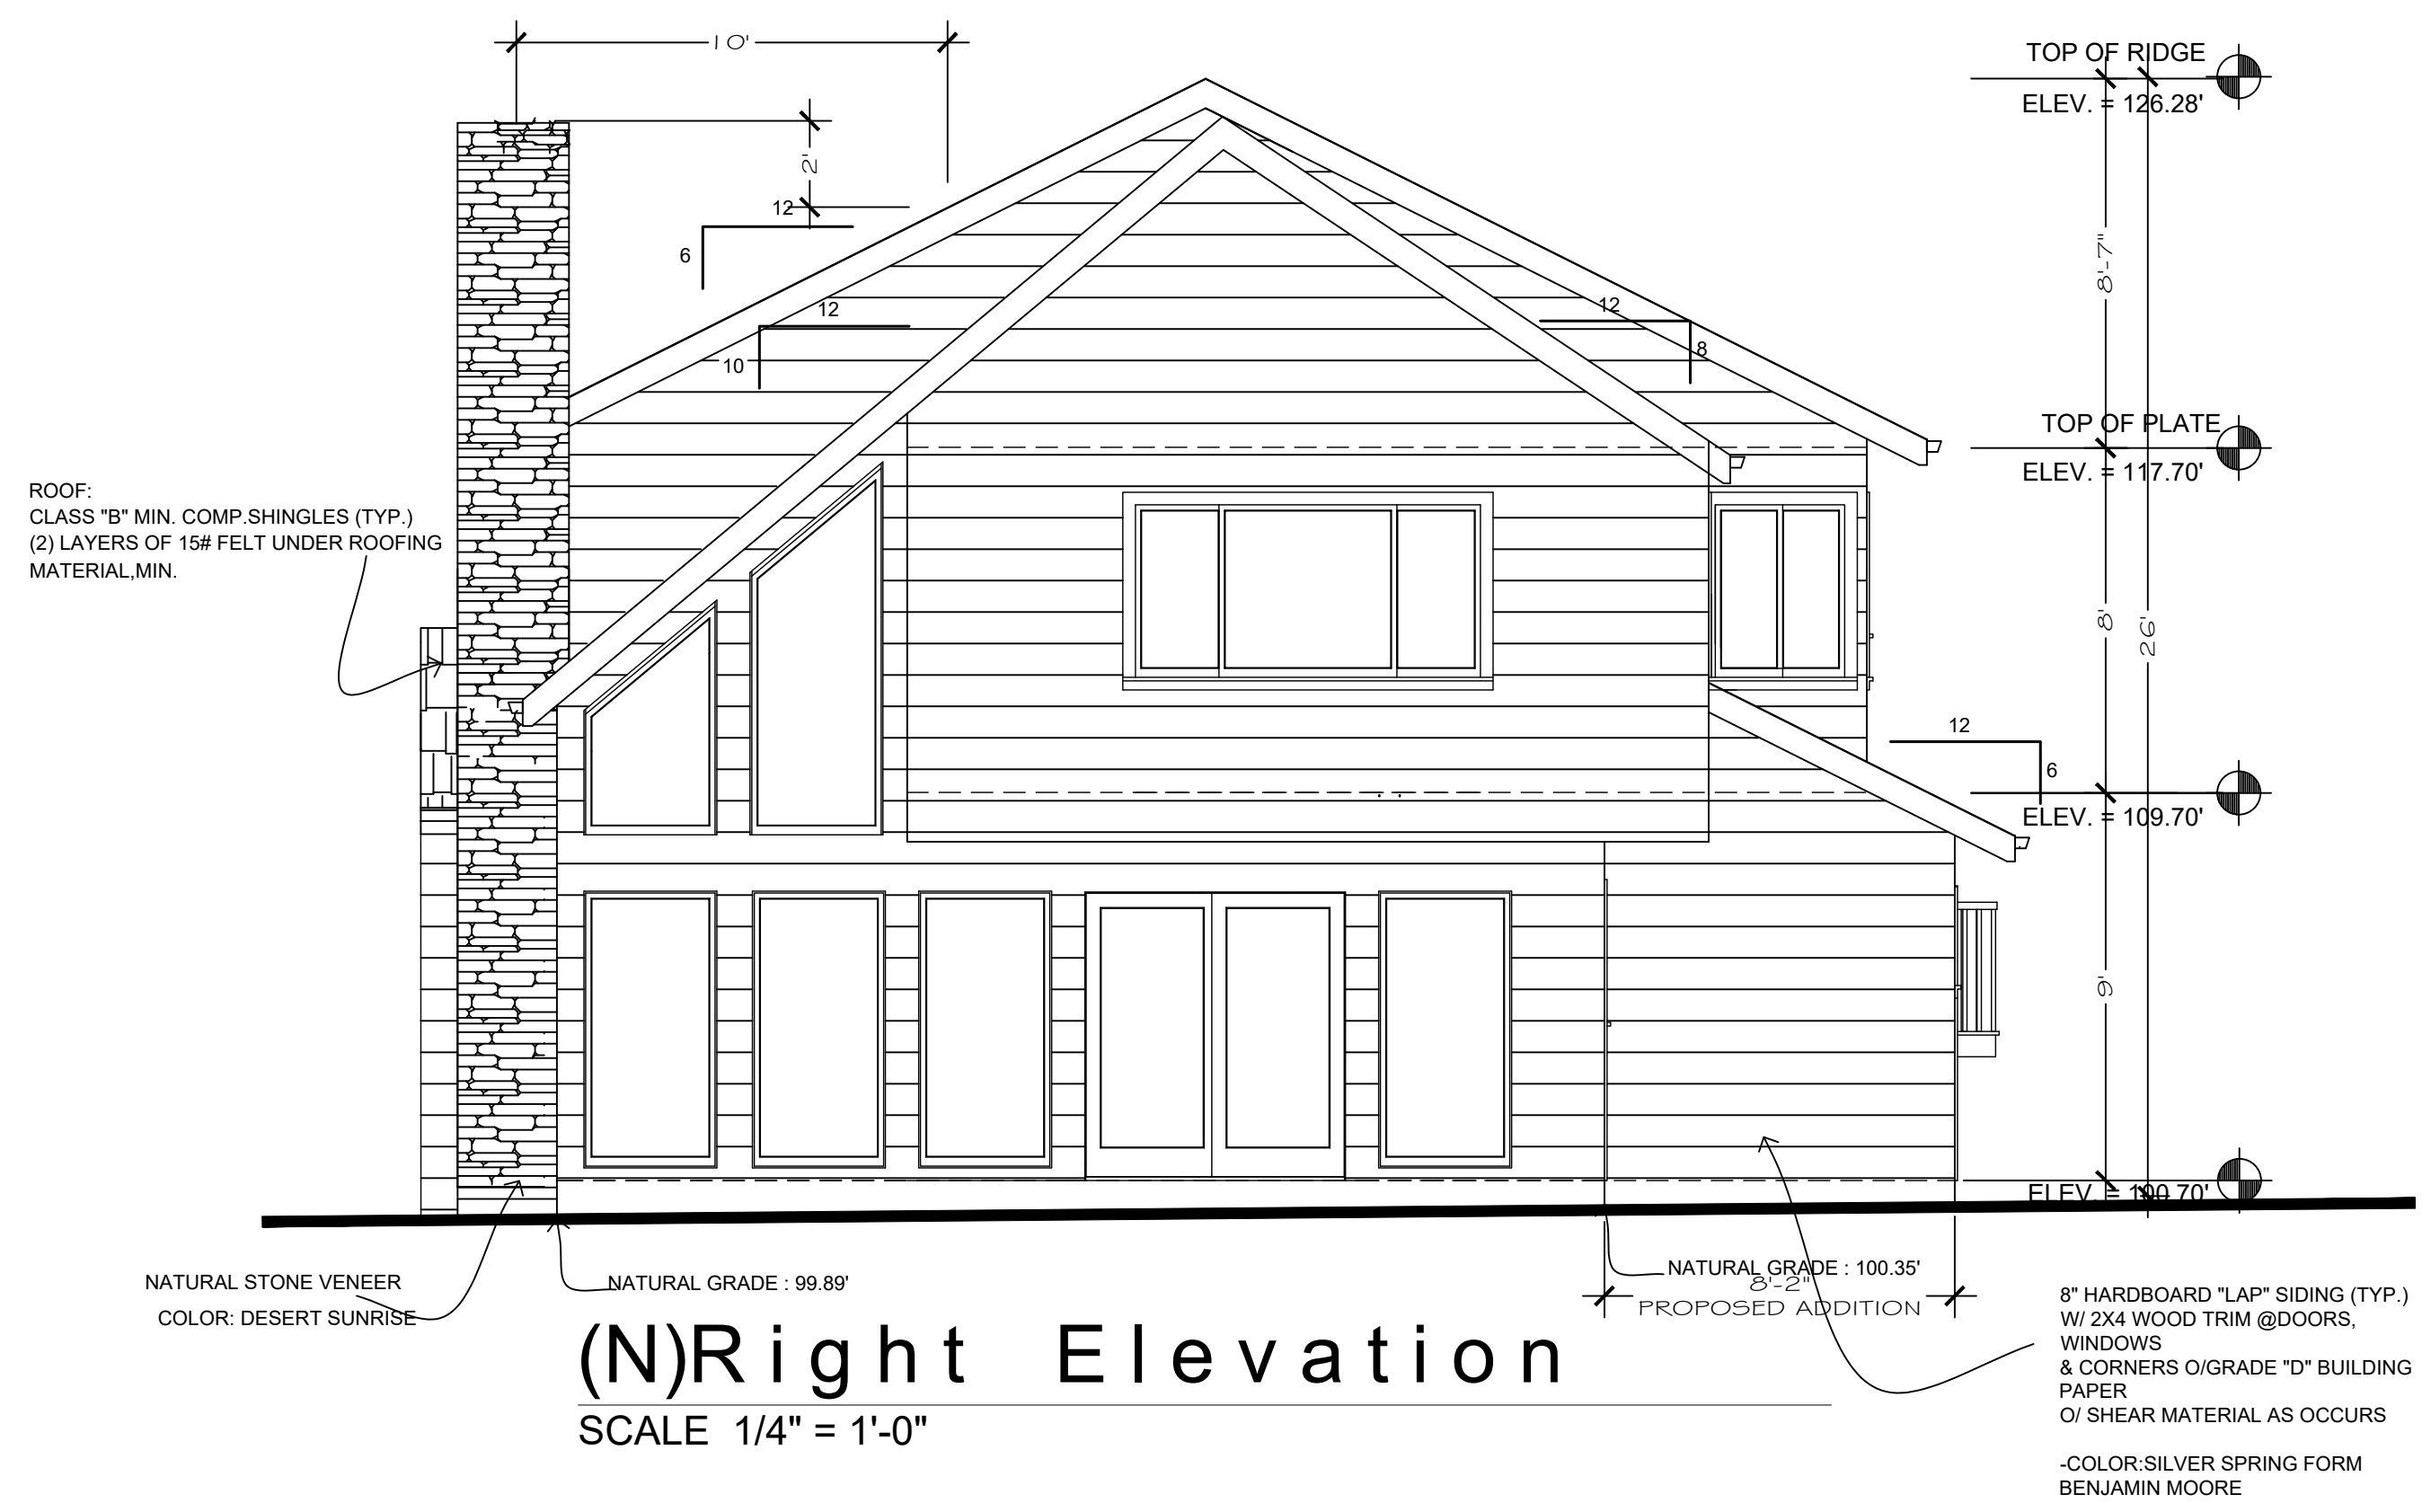 10'
TOP OF RIDGE
ELEV. = 126.28'
2'
12
6
12
10
12
8
8'-7"
TOP OF PLATE
ELEV. = 117.70'
ROOF:
CLASS "B" MIN. COMP.SHINGLES (TYP.)
(2) LAYERS OF 15# FELT UNDER ROOFING
MATERIAL,MIN.
8'
26'
12
6
ELEV. = 109.70'
9'
ELEV. = 100.70'
NATURAL STONE VENEER
COLOR: DESERT SUNRISE
NATURAL GRADE : 99.89'
NATURAL GRADE : 100.35'
8'-2"
PROPOSED ADDITION
8" HARDBOARD "LAP" SIDING (TYP.)
W/ 2X4 WOOD TRIM @DOORS,
WINDOWS
& CORNERS O/GRADE "D" BUILDING
PAPER
O/ SHEAR MATERIAL AS OCCURS
-COLOR:SILVER SPRING FORM
BENJAMIN MOORE
(N)Right Elevation
SCALE 1/4" = 1'-0"